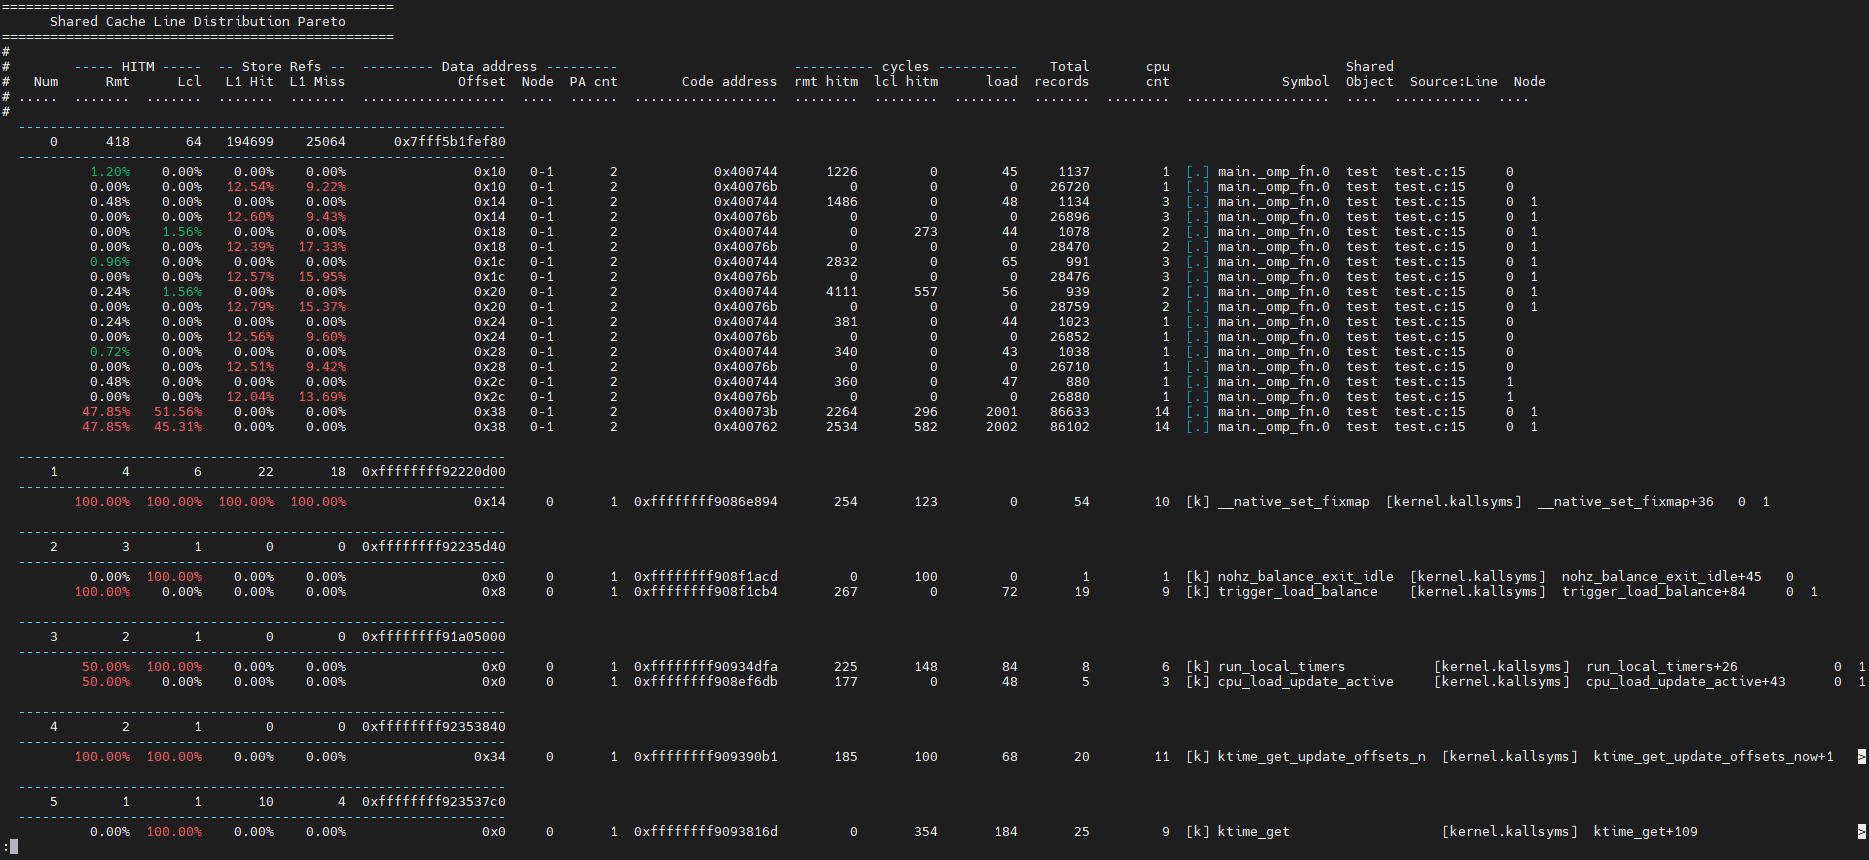 =================================================
Shared Cache Line Distribution Pareto
=================================================
#
# ----- HITM ----- -- Store Refs -- --------- Data address --------- ---------- cycles ---------- Total cpu Shared
# Num Rmt Lcl L1 Hit L1 Miss Offset Node PA cnt Code address rmt hitm lcl hitm load records cnt Symbol Object Source:Line Node
# ..... ....... ....... ....... ....... .................. .... ...... .................. ........ ........ ........ ....... ........ .................. .... ........... ....
#
-------------------------------------------------------------
0 418 64 194699 25064 0x7fff5b1fef80
-------------------------------------------------------------
1.20% 0.00% 0.00% 0.00% 0x10 0-1 2 0x400744 1226 0 45 1137 1 [.] main._omp_fn.0 test test.c:15 0
0.00% 0.00% 12.54% 9.22% 0x10 0-1 2 0x40076b 0 0 0 26720 1 [.] main._omp_fn.0 test test.c:15 0
0.48% 0.00% 0.00% 0.00% 0x14 0-1 2 0x400744 1486 0 48 1134 3 [.] main._omp_fn.0 test test.c:15 0 1
0.00% 0.00% 12.60% 9.43% 0x14 0-1 2 0x40076b 0 0 0 26896 3 [.] main._omp_fn.0 test test.c:15 0 1
0.00% 1.56% 0.00% 0.00% 0x18 0-1 2 0x400744 0 273 44 1078 2 [.] main._omp_fn.0 test test.c:15 0 1
0.00% 0.00% 12.39% 17.33% 0x18 0-1 2 0x40076b 0 0 0 28470 2 [.] main._omp_fn.0 test test.c:15 0 1
0.96% 0.00% 0.00% 0.00% 0x1c 0-1 2 0x400744 2832 0 65 991 3 [.] main._omp_fn.0 test test.c:15 0 1
0.00% 0.00% 12.57% 15.95% 0x1c 0-1 2 0x40076b 0 0 0 28476 3 [.] main._omp_fn.0 test test.c:15 0 1
0.24% 1.56% 0.00% 0.00% 0x20 0-1 2 0x400744 4111 557 56 939 2 [.] main._omp_fn.0 test test.c:15 0 1
0.00% 0.00% 12.79% 15.37% 0x20 0-1 2 0x40076b 0 0 0 28759 2 [.] main._omp_fn.0 test test.c:15 0 1
0.24% 0.00% 0.00% 0.00% 0x24 0-1 2 0x400744 381 0 44 1023 1 [.] main._omp_fn.0 test test.c:15 0
0.00% 0.00% 12.56% 9.60% 0x24 0-1 2 0x40076b 0 0 0 26852 1 [.] main._omp_fn.0 test test.c:15 0
0.72% 0.00% 0.00% 0.00% 0x28 0-1 2 0x400744 340 0 43 1038 1 [.] main._omp_fn.0 test test.c:15 0
0.00% 0.00% 12.51% 9.42% 0x28 0-1 2 0x40076b 0 0 0 26710 1 [.] main._omp_fn.0 test test.c:15 0
0.48% 0.00% 0.00% 0.00% 0x2c 0-1 2 0x400744 360 0 47 880 1 [.] main._omp_fn.0 test test.c:15 1
0.00% 0.00% 12.04% 13.69% 0x2c 0-1 2 0x40076b 0 0 0 26880 1 [.] main._omp_fn.0 test test.c:15 1
47.85% 51.56% 0.00% 0.00% 0x38 0-1 2 0x40073b 2264 296 2001 86633 14 [.] main._omp_fn.0 test test.c:15 0 1
47.85% 45.31% 0.00% 0.00% 0x38 0-1 2 0x400762 2534 582 2002 86102 14 [.] main._omp_fn.0 test test.c:15 0 1
-------------------------------------------------------------
1 4 6 22 18 0xffffffff92220d00
-------------------------------------------------------------
100.00% 100.00% 100.00% 100.00% 0x14 0 1 0xffffffff9086e894 254 123 0 54 10 [k] __native_set_fixmap [kernel.kallsyms] __native_set_fixmap+36 0 1
-------------------------------------------------------------
2 3 1 0 0 0xffffffff92235d40
-------------------------------------------------------------
0.00% 100.00% 0.00% 0.00% 0x0 0 1 0xffffffff908f1acd 0 100 0 1 1 [k] nohz_balance_exit_idle [kernel.kallsyms] nohz_balance_exit_idle+45 0
100.00% 0.00% 0.00% 0.00% 0x8 0 1 0xffffffff908f1cb4 267 0 72 19 9 [k] trigger_load_balance [kernel.kallsyms] trigger_load_balance+84 0 1
-------------------------------------------------------------
3 2 1 0 0 0xffffffff91a05000
-------------------------------------------------------------
50.00% 100.00% 0.00% 0.00% 0x0 0 1 0xffffffff90934dfa 225 148 84 8 6 [k] run_local_timers [kernel.kallsyms] run_local_timers+26 0 1
50.00% 0.00% 0.00% 0.00% 0x0 0 1 0xffffffff908ef6db 177 0 48 5 3 [k] cpu_load_update_active [kernel.kallsyms] cpu_load_update_active+43 0 1
-------------------------------------------------------------
4 2 1 0 0 0xffffffff92353840
-------------------------------------------------------------
100.00% 100.00% 0.00% 0.00% 0x34 0 1 0xffffffff909390b1 185 100 68 20 11 [k] ktime_get_update_offsets_n [kernel.kallsyms] ktime_get_update_offsets_now+1 >
-------------------------------------------------------------
5 1 1 10 4 0xffffffff923537c0
-------------------------------------------------------------
0.00% 100.00% 0.00% 0.00% 0x0 0 1 0xffffffff9093816d 0 354 184 25 9 [k] ktime_get [kernel.kallsyms] ktime_get+109 >
: